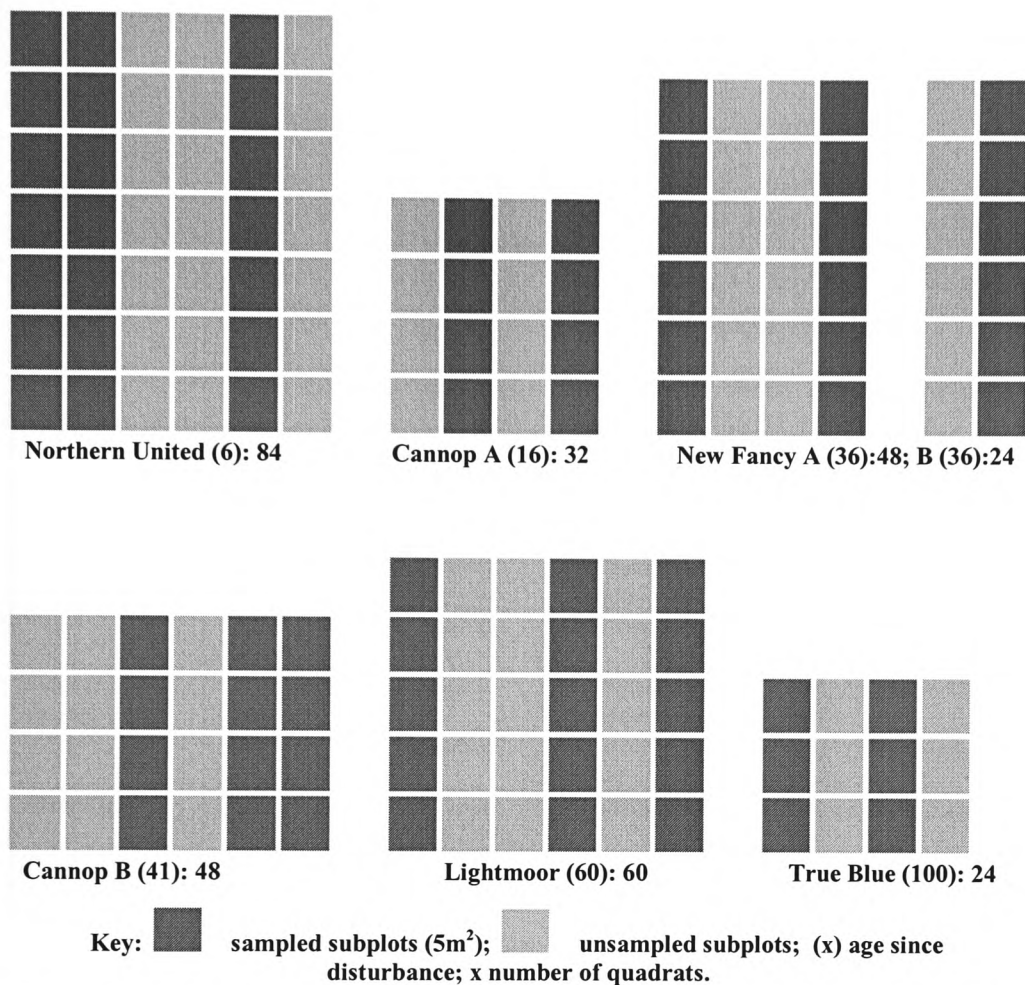 Northern United (6): 84
Cannop A (16): 32
New Fancy A (36):48; B (36):24
Cannop B (41): 48
Lightmoor (60): 60
True Blue (100): 24
Key: sampled subplots (5m²); unsampled subplots; (x) age since
disturbance; x number of quadrats.